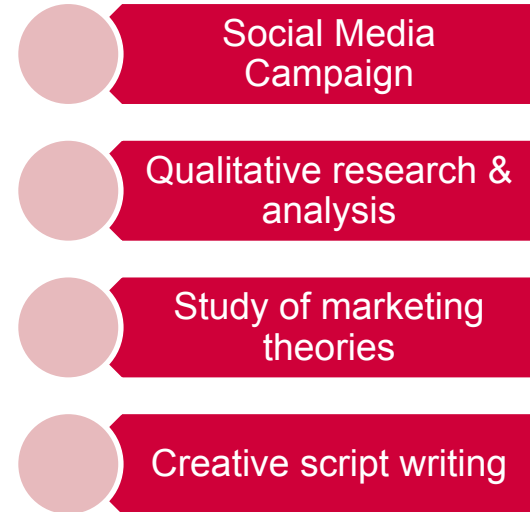 Social Media
Campaign
Qualitative research &
analysis
Study of marketing
theories
Creative script writing